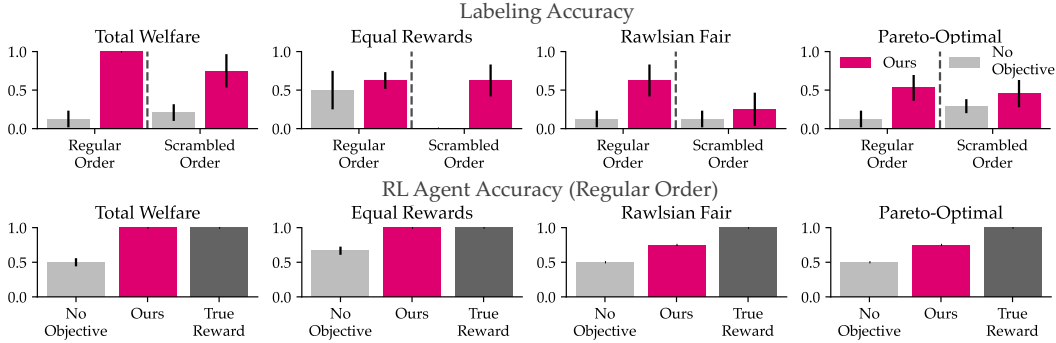 Labeling Accuracy
Total Welfare
Equal Rewards
Rawlsian Fair
Pareto-Optimal
1.0
0.5
0.0
Regular
Order
Scrambled
Order
1.0
0.5
0.0
Regular
Order
Scrambled
Order
1.0
0.5
0.0
Regular
Order
Scrambled
Order
1.0
0.5
0.0
Ours
No
Objective
Regular
Order
Scrambled
Order
RL Agent Accuracy (Regular Order)
Total Welfare
Equal Rewards
Rawlsian Fair
Pareto-Optimal
1.0
0.5
0.0
No
Objective
Ours
True
Reward
1.0
0.5
0.0
No
Objective
Ours
True
Reward
1.0
0.5
0.0
No
Objective
Ours
True
Reward
1.0
0.5
0.0
No
Objective
Ours
True
Reward